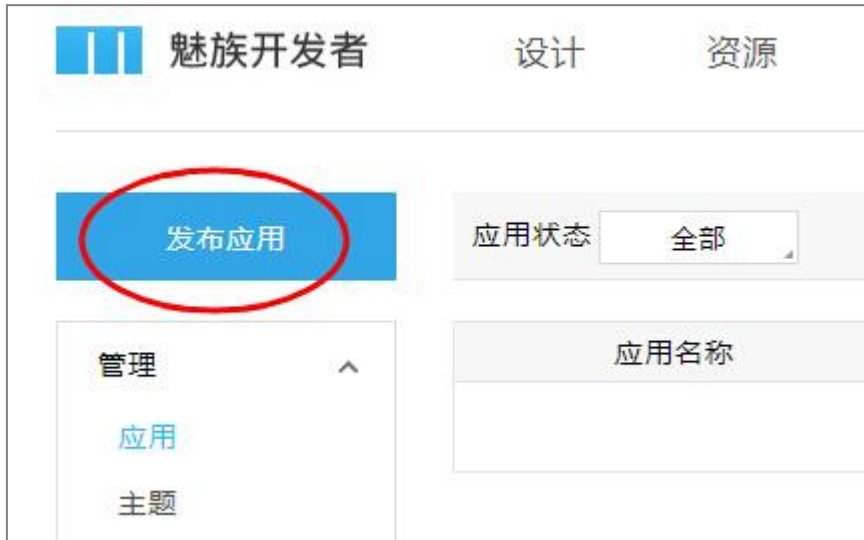 魅族开发者 设计 资源
发布应用 应用状态 全部
管理 应用名称
应用
主题